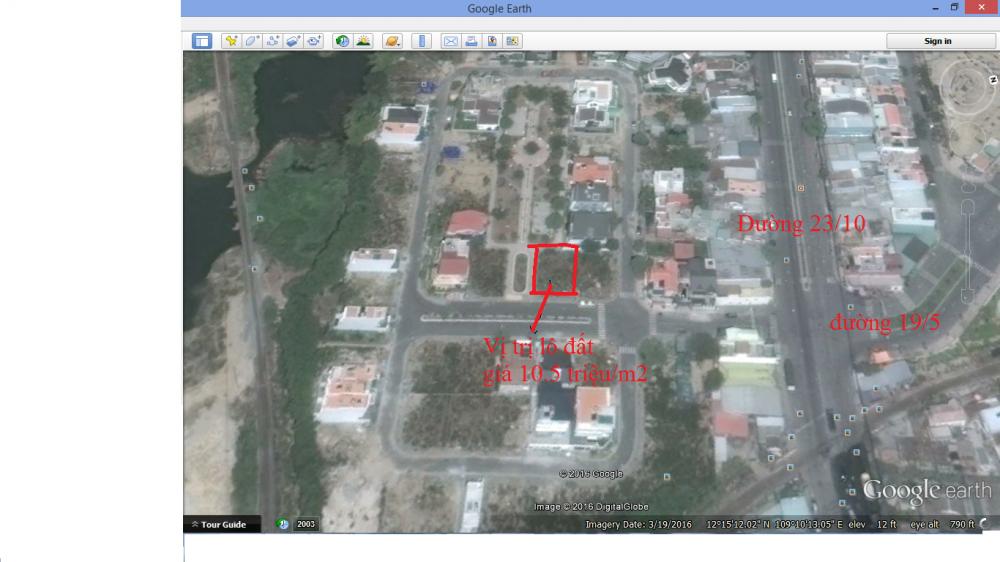 Google Earth
Sign in
Đường 23/10
đường 19/5
Vị trị lô đất
giá 10.5 triệu/m2
© 2016 Google
Google earth
Image © 2016 DigitalGlobe
Tour Guide
2003
Imagery Date: 3/19/2016 12°15'12.02" N 109°10'13.05" E elev 12 ft eye alt 790 ft